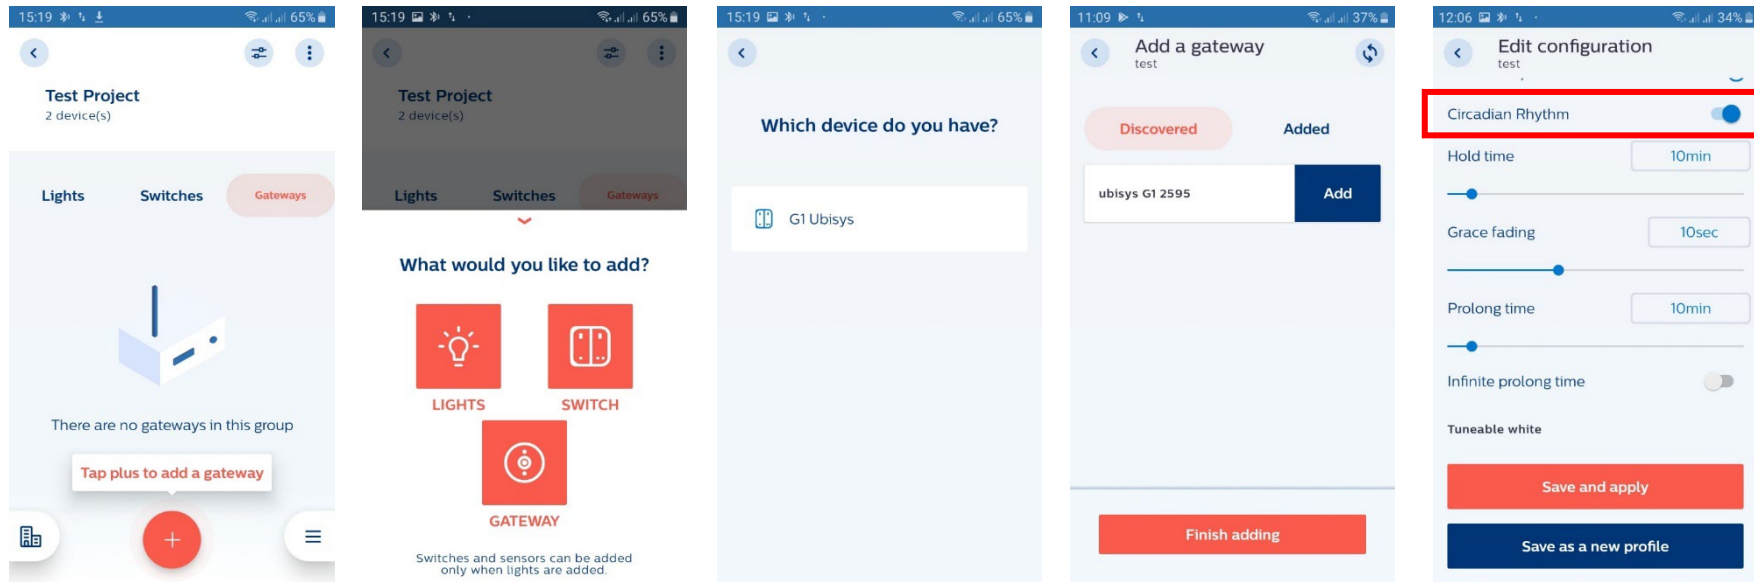 15:19
65%
Test Project
2 device(s)
Lights
Switches
Gateways
There are no gateways in this group
Tap plus to add a gateway
15:19
65%
Test Project
2 device(s)
Lights
Switches
Gateways
What would you like to add?
LIGHTS
SWITCH
GATEWAY
Switches and sensors can be added
only when lights are added.
15:19
65%
Which device do you have?
G1 Ubisys
11:09
37%
Add a gateway
test
Discovered
Added
ubisys G1 2595
Add
Finish adding
12:06
34%
Edit configuration
test
Circadian Rhythm
Hold time
10min
Grace fading
10sec
Prolong time
10min
Infinite prolong time
Tuneable white
Save and apply
Save as a new profile